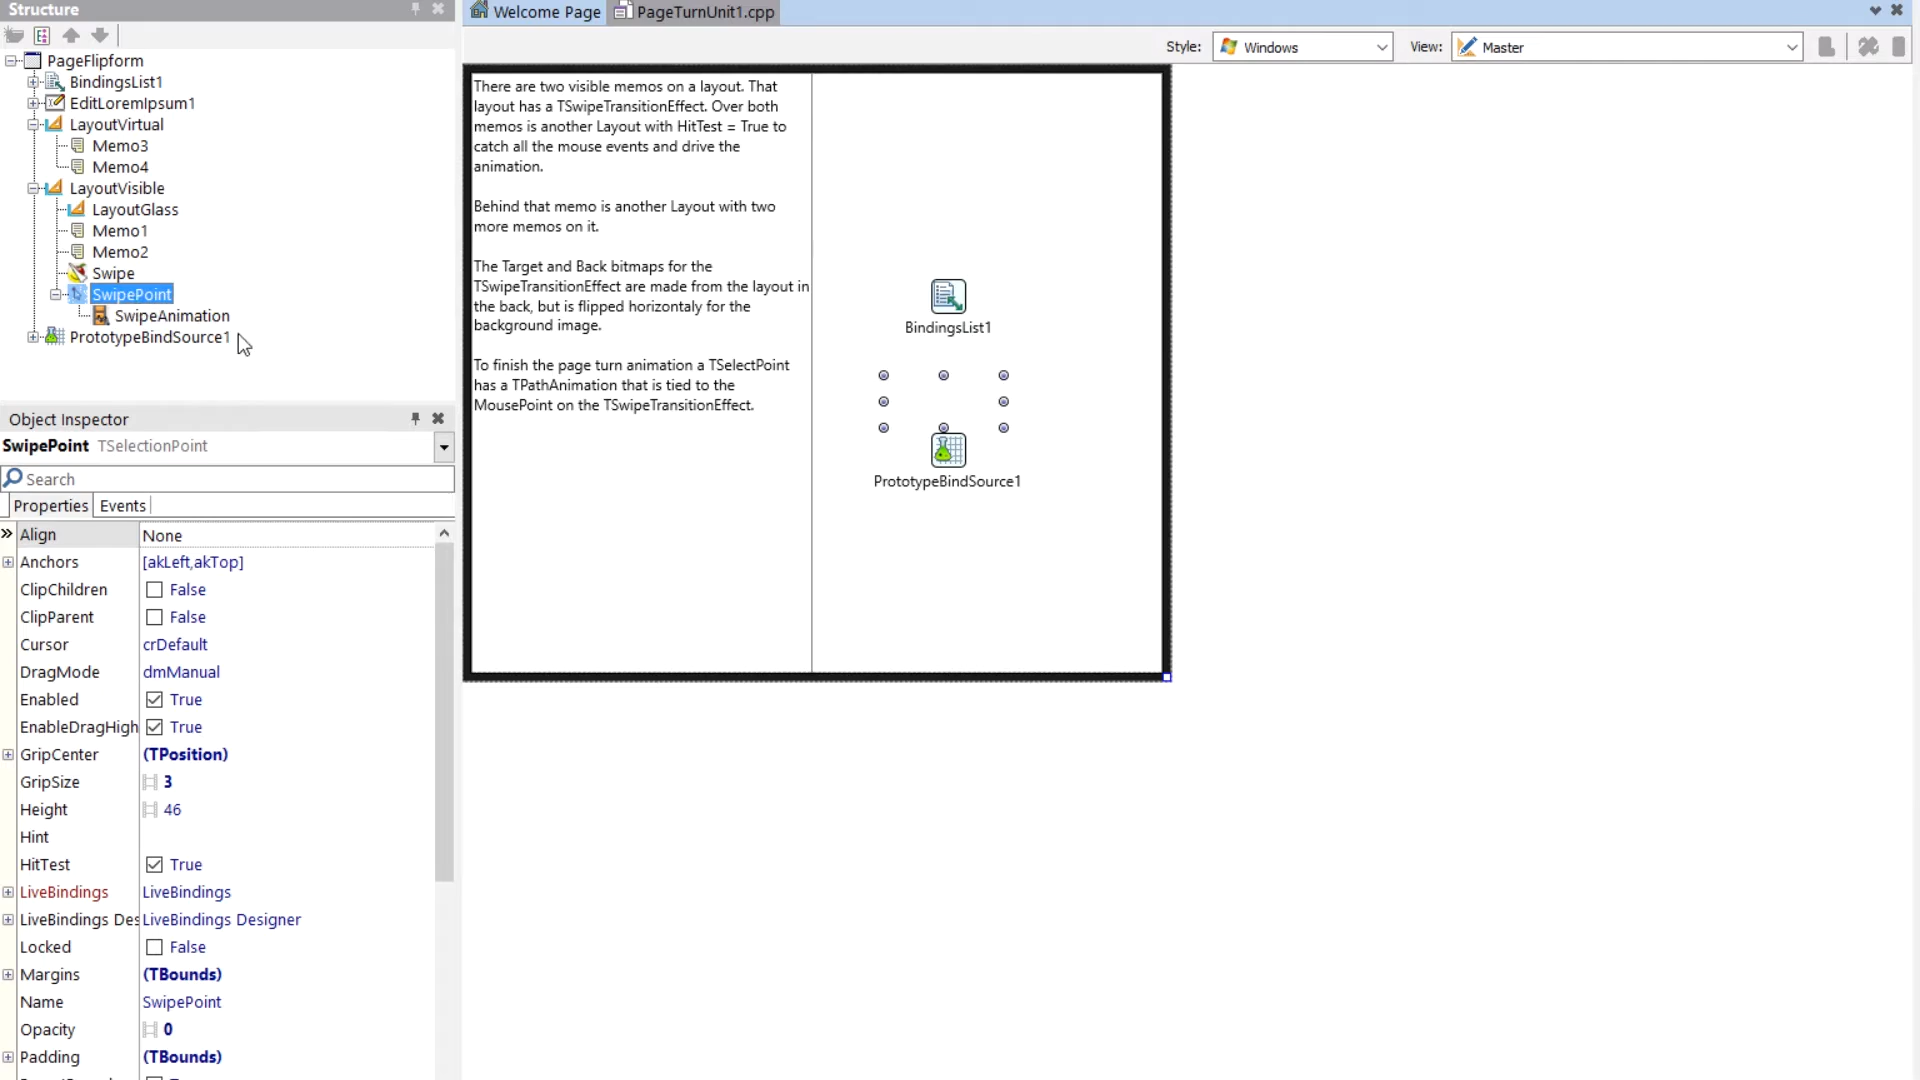 Structure
Welcome Page
PageTurnUnit1.cpp
Style:
Windows
View:
Master
PageFlipform
BindingsList1
EditLoremIpsum1
LayoutVirtual
Memo3
Memo4
LayoutVisible
LayoutGlass
Memo1
Memo2
Swipe
SwipePoint
SwipeAnimation
PrototypeBindSource1
There are two visible memos on a layout. That
layout has a TSwipeTransitionEffect. Over both
memos is another Layout with HitTest = True to
catch all the mouse events and drive the
animation.
Behind that memo is another Layout with two
more memos on it.
The Target and Back bitmaps for the
TSwipeTransitionEffect are made from the layout in
the back, but is flipped horizontaly for the
background image.
To finish the page turn animation a TSelectPoint
has a TPathAnimation that is tied to the
MousePoint on the TSwipeTransitionEffect.
BindingsList1
PrototypeBindSource1
Object Inspector
SwipePoint TSelectionPoint
Search
Properties Events
Align None
Anchors [akLeft,akTop]
ClipChildren False
ClipParent False
Cursor crDefault
DragMode dmManual
Enabled True
EnableDragHigh True
GripCenter (TPosition)
GripSize 3
Height 46
Hint
HitTest True
LiveBindings LiveBindings
LiveBindings Des LiveBindings Designer
Locked False
Margins (TBounds)
Name SwipePoint
Opacity 0
Padding (TBounds)